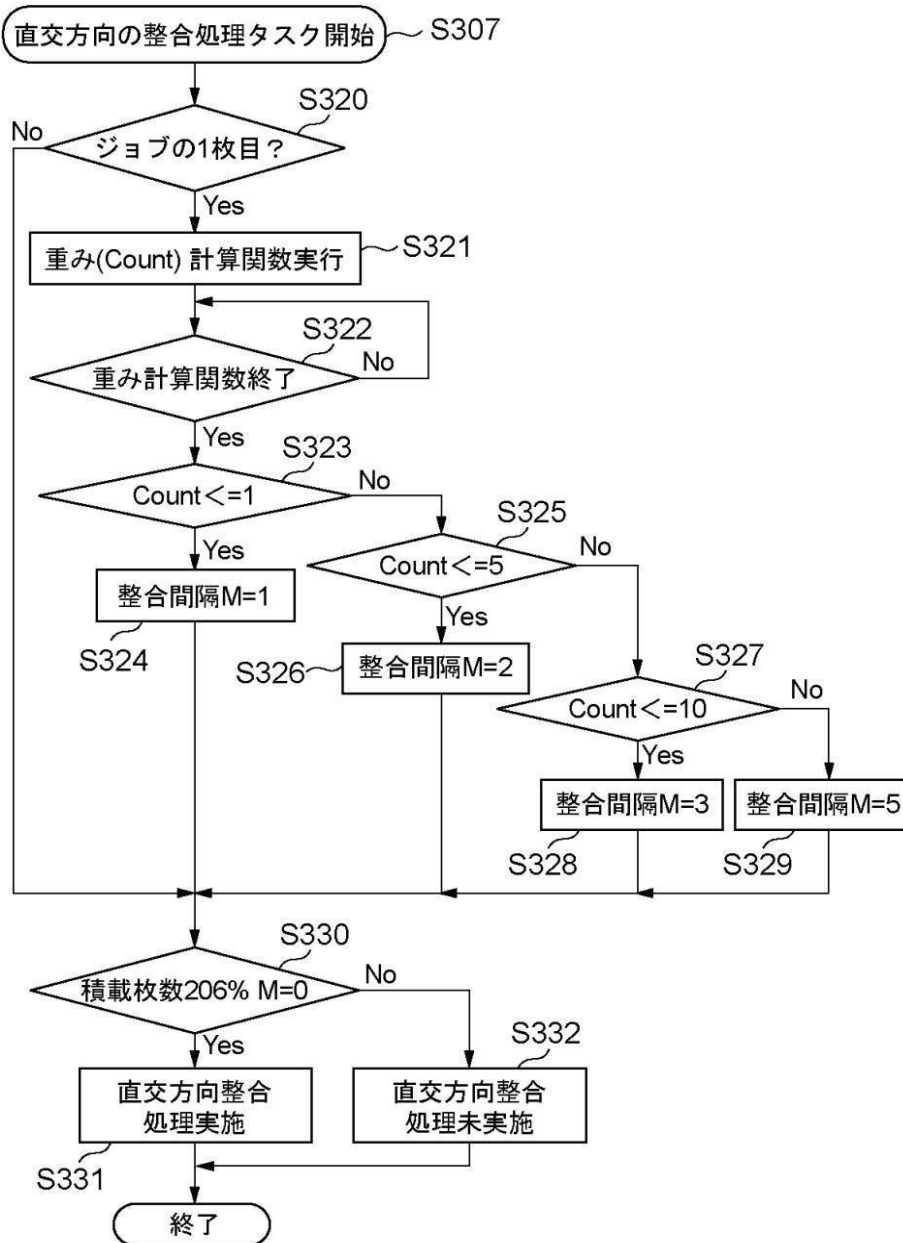 直交方向の整合処理タスク開始
S307
S320
No
ジョブの1枚目？
Yes
重み(Count) 計算関数実行
S321
S322
重み計算関数終了
No
Yes
S323
Count＜=1
No
Yes
S325
Count＜=5
No
整合間隔M=1
S324
Yes
S326
整合間隔M=2
S327
Count＜=10
No
Yes
整合間隔M=3
整合間隔M=5
S328
S329
S330
積載枚数206% M=0
No
Yes
S332
直交方向整合
処理実施
直交方向整合
処理未実施
S331
終了